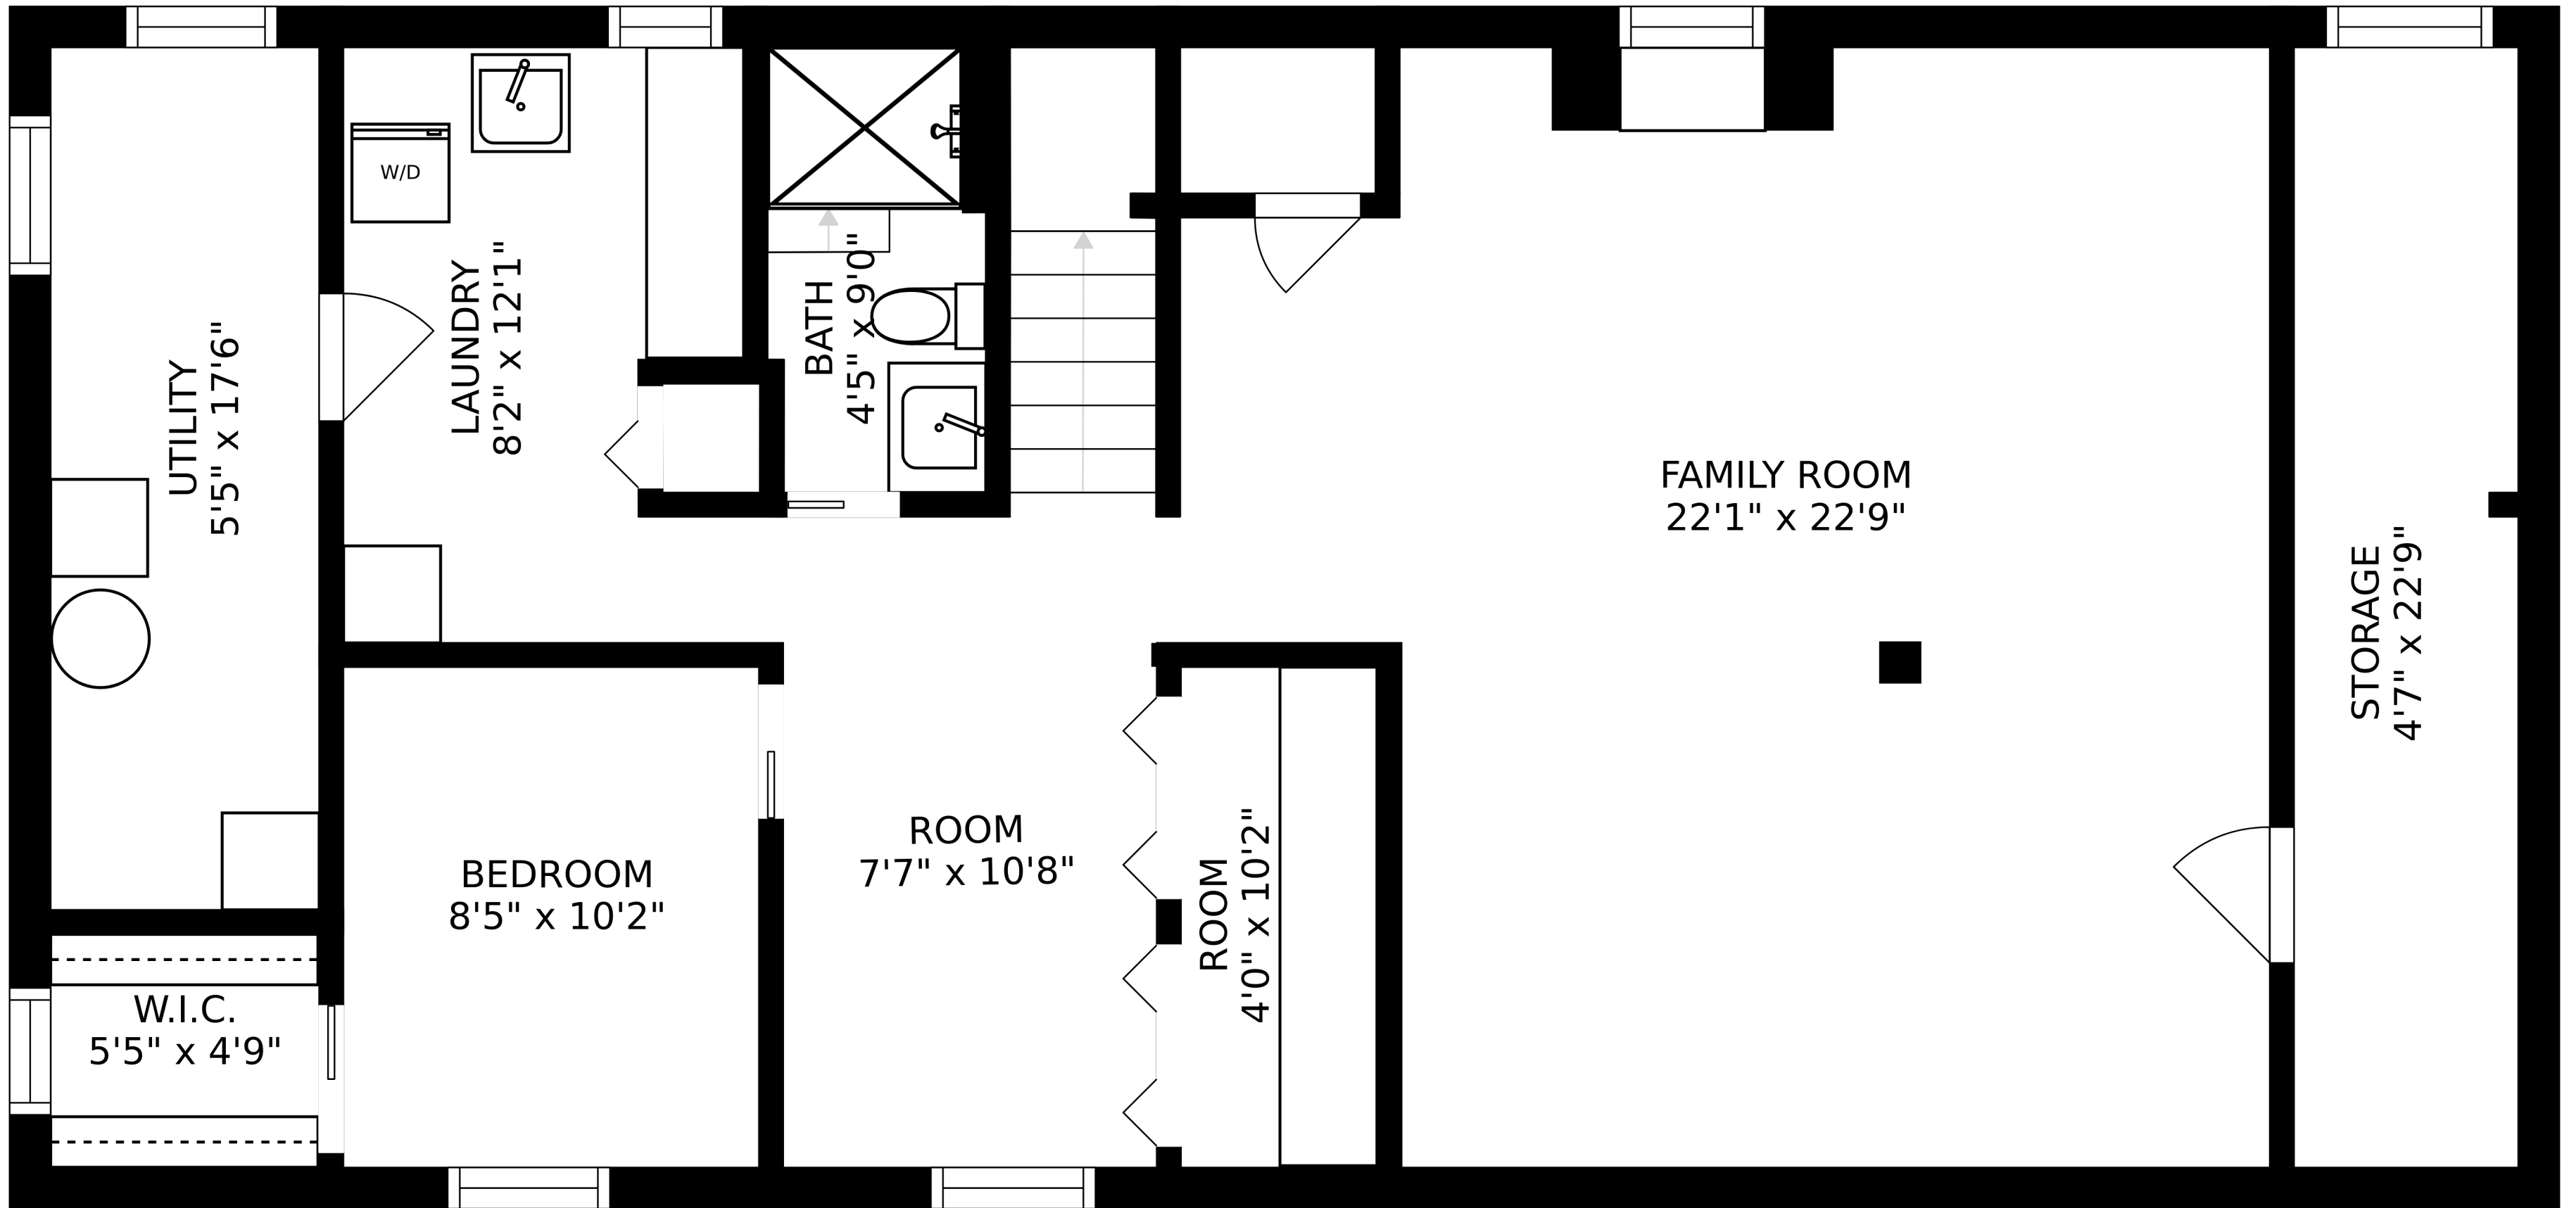 W/D
UTILITY
5'5" x 17'6"
LAUNDRY
8'2" x 12'1"
BATH
4'5" x 9'0"
FAMILY ROOM
22'1" x 22'9"
STORAGE
4'7" x 22'9"
BEDROOM
8'5" x 10'2"
ROOM
7'7" x 10'8"
ROOM
4'0" x 10'2"
W.I.C.
5'5" x 4'9"